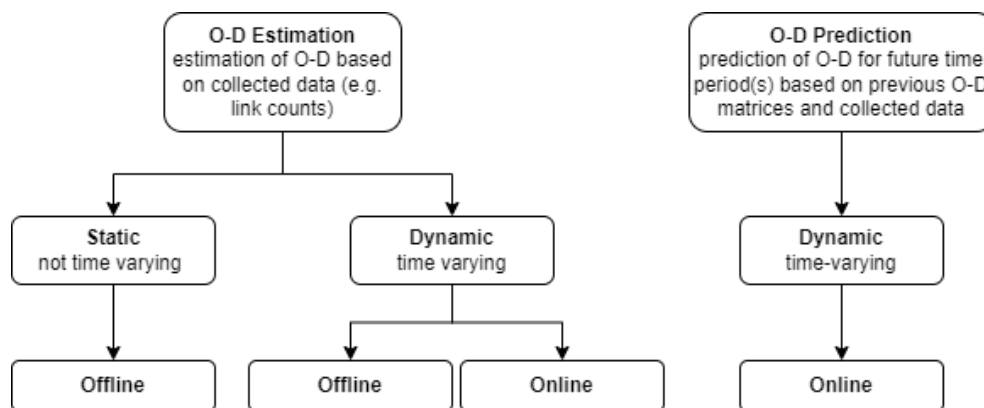 O-D Estimation
estimation of O-D based
on collected data (e.g.
link counts)
O-D Prediction
prediction of O-D for future time
period(s) based on previous O-D
matrices and collected data
Static
not time varying
Dynamic
time varying
Dynamic
time-varying
Offline
Offline
Online
Online